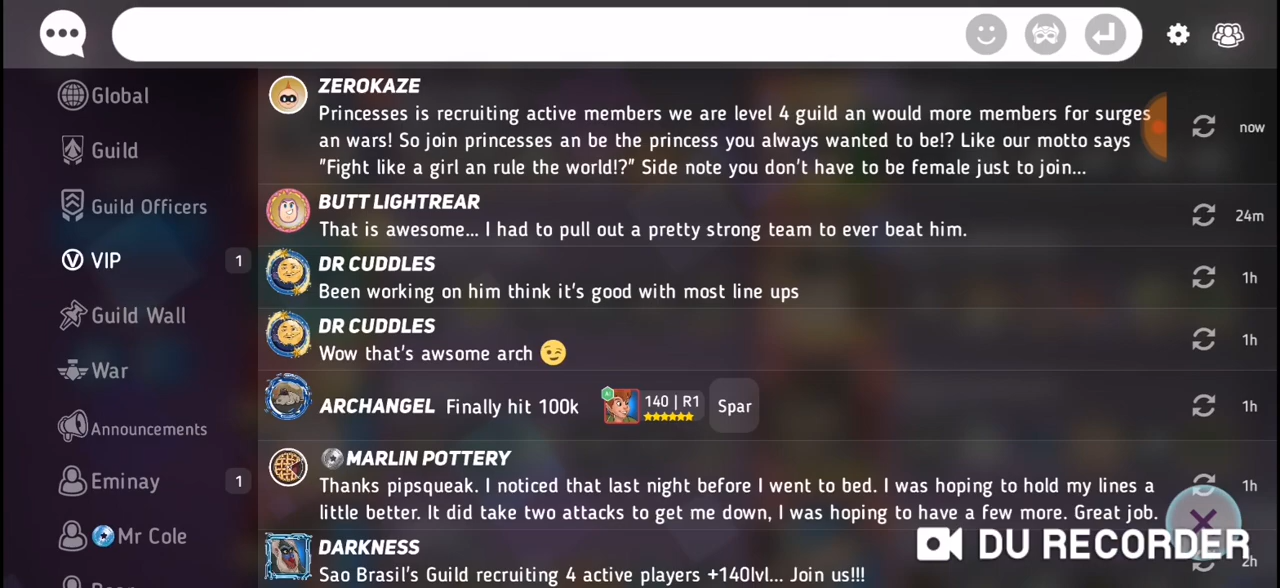 Global
Guild
Guild Officers
VIP 1
Guild Wall
War
Announcements
Eminay 1
Mr Cole
ZEROKAZE
Princesses is recruiting active members we are level 4 guild an would more members for surges
an wars! So join princesses an be the princess you always wanted to be!? Like our motto says
"Fight like a girl an rule the world!?" Side note you don't have to be female just to join...
now
BUTT LIGHTREAR
That is awesome... I had to pull out a pretty strong team to ever beat him.
24m
DR CUDDLES
Been working on him think it's good with most line ups
1h
DR CUDDLES
Wow that's awsome arch 😉
1h
ARCHANGEL Finally hit 100k 140 | R1 Spar
1h
MARLIN POTTERY
Thanks pipsqueak. I noticed that last night before I went to bed. I was hoping to hold my lines a
little better. It did take two attacks to get me down, I was hoping to have a few more. Great job.
1h
DARKNESS
Sao Brasil's Guild recruiting 4 active players +140lvl... Join us!!!
2h
DU RECORDER